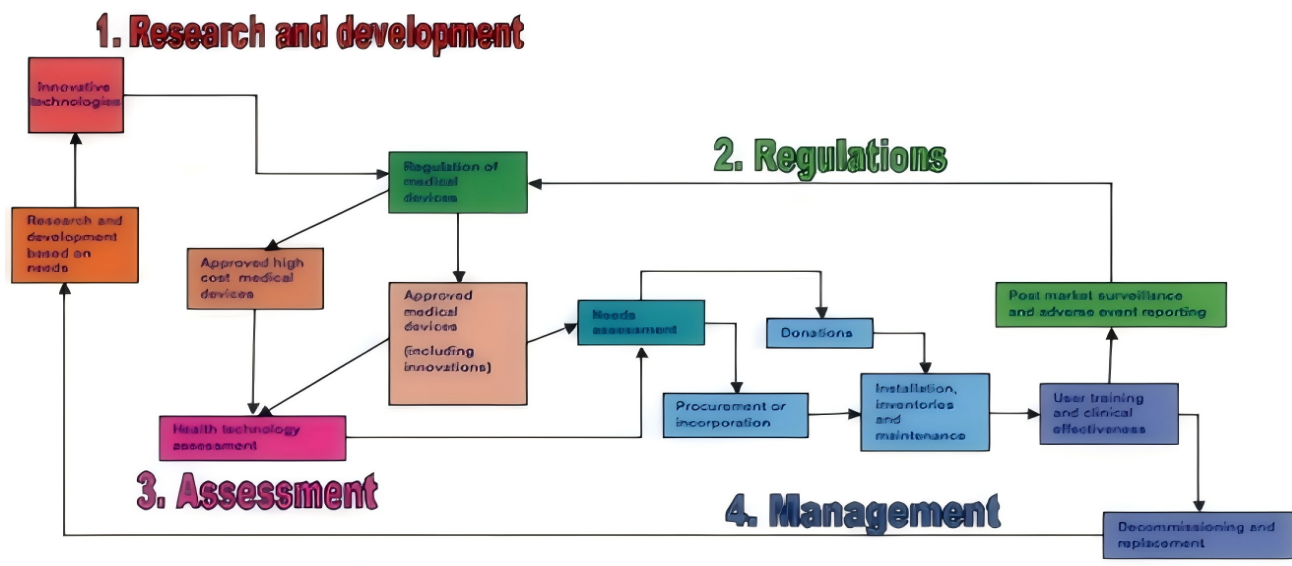 1. Research and development
Innovative
technologies
2. Regulations
Regulation of
medical
devices
Research and
development
based on
needs
Approved high
cost medical
devices
Approved
medical
devices
(including
innovations)
Needs
assessment
Donations
Post market surveillance
and adverse event reporting
Procurement or
incorporation
Installation,
inventories
and
maintenance
User training
and clinical
effectiveness
Health technology
assessment
3. Assessment
4. Management
Decommissioning and
replacement